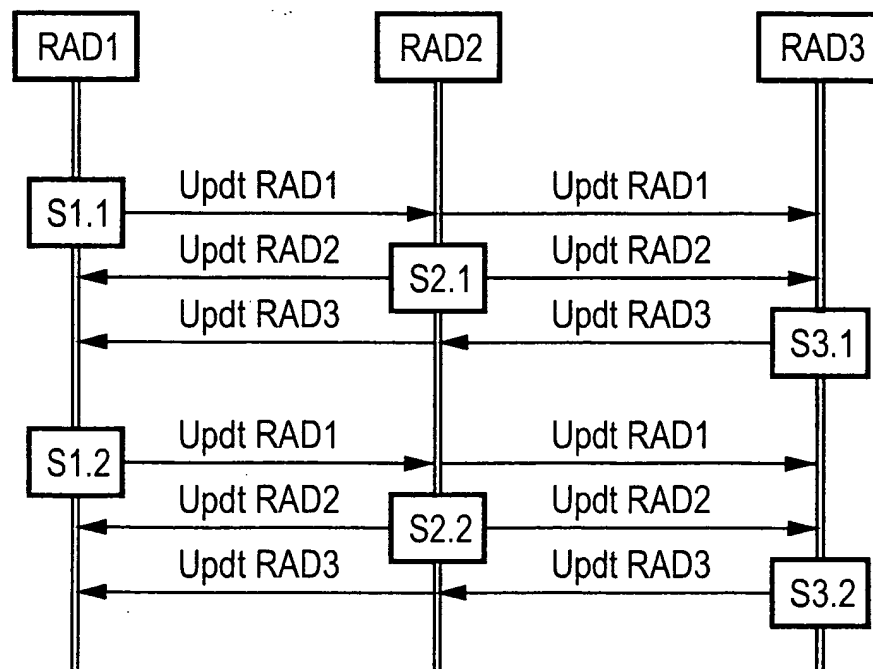 RAD1 RAD2 RAD3
Updt RAD1 Updt RAD1
S1.1
Updt RAD2 Updt RAD2
S2.1
Updt RAD3 Updt RAD3
S3.1
Updt RAD1 Updt RAD1
S1.2
Updt RAD2 Updt RAD2
S2.2
Updt RAD3 Updt RAD3
S3.2